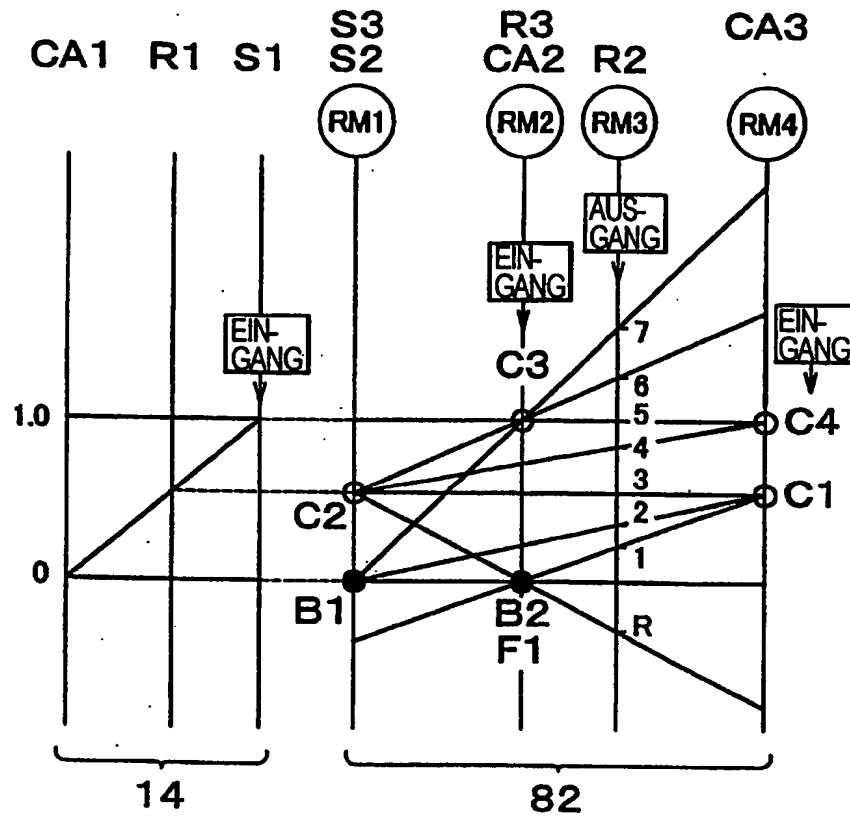 S3 R3
CA1 R1 S1 S2 CA2 R2 CA3
RM1 RM2 RM3 RM4
AUS-
GANG
EIN-
GANG
EIN-
GANG
EIN-
GANG
7
C3
6
1.0
5
C4
4
3
C1
C2
2
1
0
B1
B2
R
F1
14
82